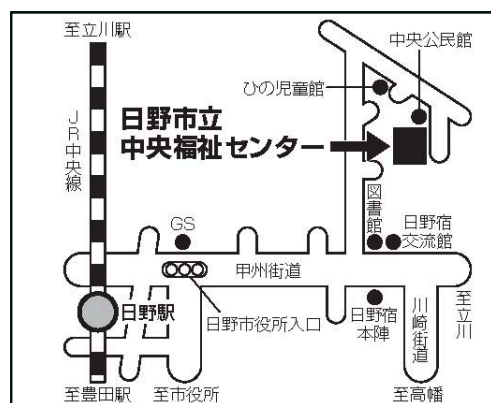 至立川駅
中央公民館
ひの児童館
JR中央線
日野市立
中央福祉センター
図書館
日野宿
交流館
GS
甲州街道
日野駅
日野市役所入口
日野宿
本陣
川崎街道
至立川
至豊田駅
至市役所
至高幡